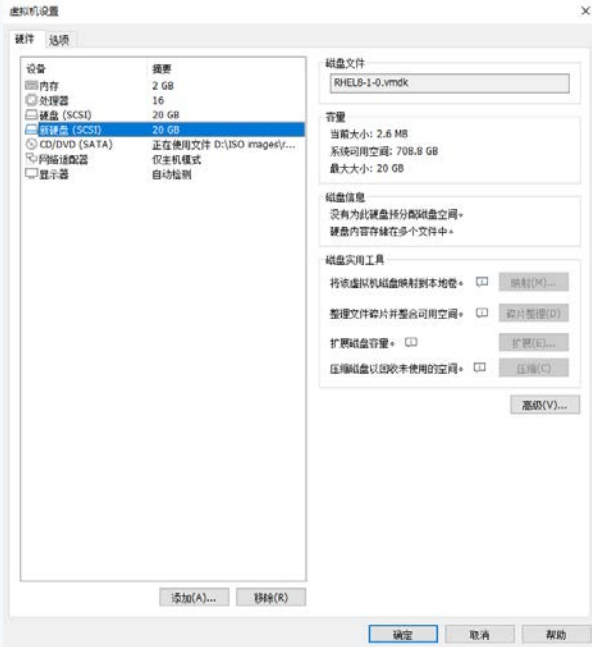 虚拟机设置
硬件 选项
设备 摘要
内存 2 GB
处理器 16
硬盘 (SCSI) 20 GB
新硬盘 (SCSI) 20 GB
CD/DVD (SATA) 正在使用文件 D:\ISO images\r...
网络适配器 仅主机模式
显示器 自动检测
添加(A)... 移除(R)
磁盘文件
RHEL8-1-0.vmdk
容量
当前大小: 2.6 MB
系统可用空间: 708.8 GB
最大大小: 20 GB
磁盘信息
没有为此硬盘预分配磁盘空间。
硬盘内容存储在多个文件中。
磁盘实用工具
将该虚拟机磁盘映射到本地卷。 映射(M)...
整理文件碎片并整合可用空间。 碎片整理(D)
扩展磁盘容量。 扩展(E)...
压缩磁盘以回收未使用的空间。 压缩(C)
高级(V)...
确定 取消 帮助